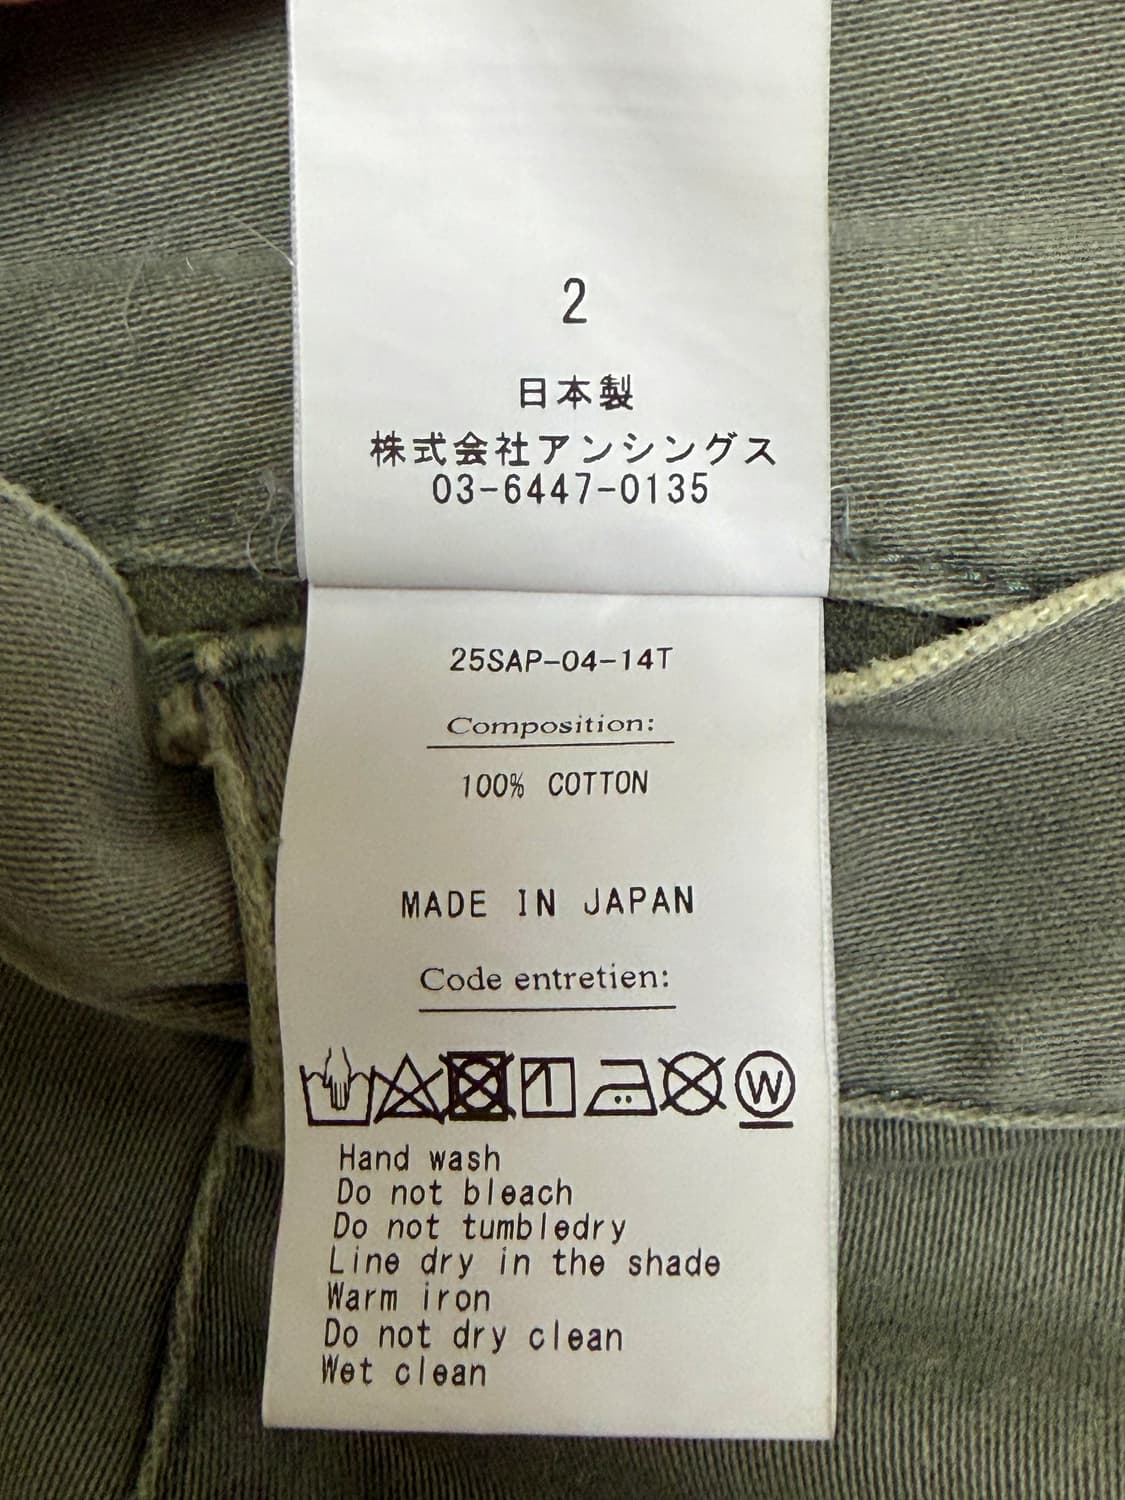 2
日本製
株式会社アンシングス
03-6447-0135
25SAP-04-14T
Composition:
100% COTTON
MADE IN JAPAN
Code entretien:
W
Hand wash
Do not bleach
Do not tumbledry
Line dry in the shade
Warm iron
Do not dry clean
Wet clean